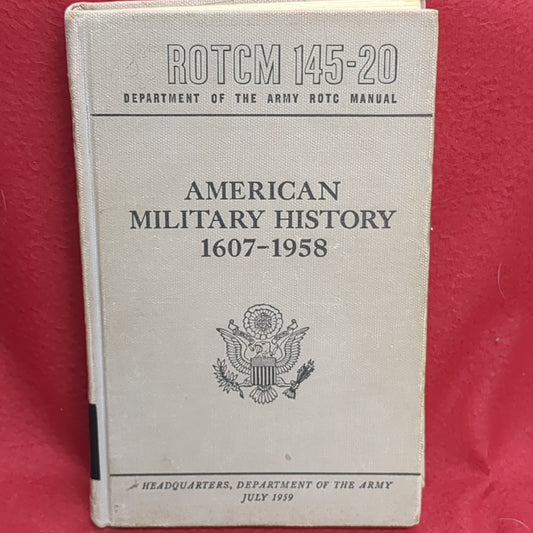 ROTCM 145-20
DEPARTMENT OF THE ARMY ROTC MANUAL
AMERICAN
MILITARY HISTORY
1607-1958
HEADQUARTERS, DEPARTMENT OF THE ARMY
JULY 1959